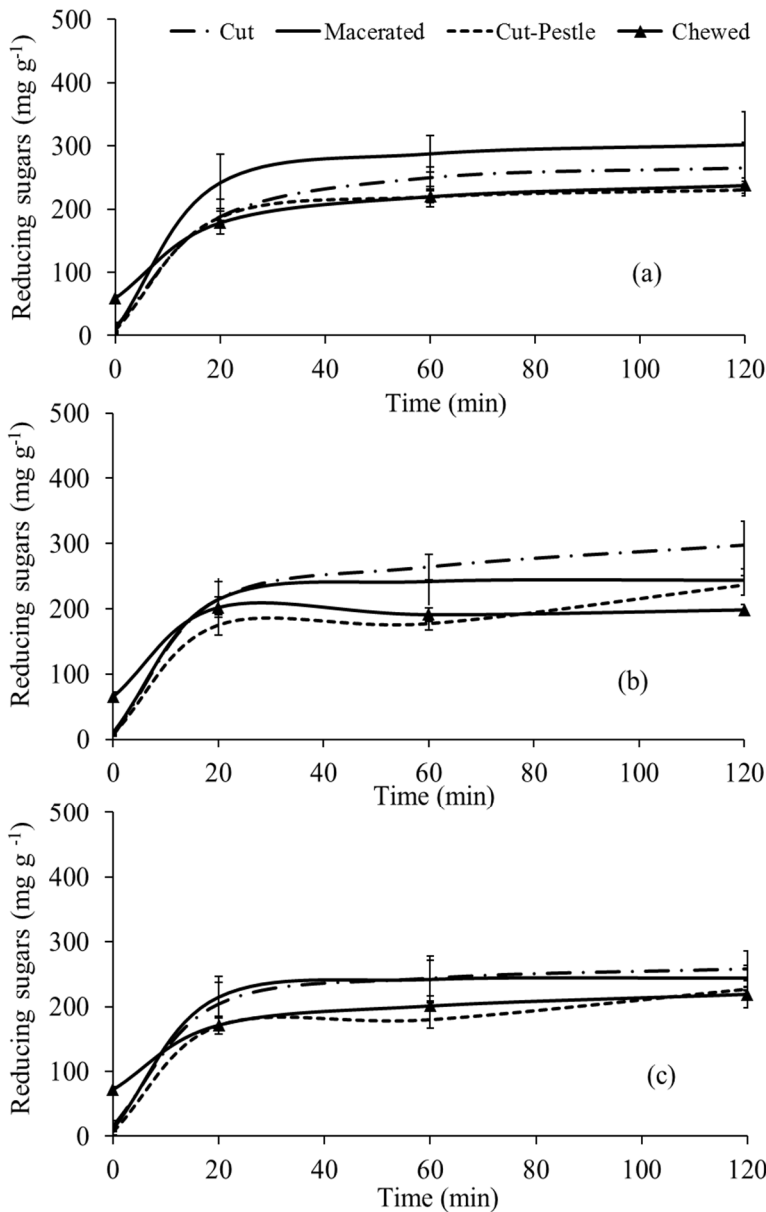 Cut Macerated Cut-Pestle Chewed
Reducing sugars (mg g-1)
500
400
300
200
100
0
(a)
0 20 40 60 80 100 120
Time (min)
Reducing sugars (mg g-1)
500
400
300
200
100
0
(b)
0 20 40 60 80 100 120
Time (min)
Reducing sugars (mg g -1)
500
400
300
200
100
0
(c)
0 20 40 60 80 100 120
Time (min)